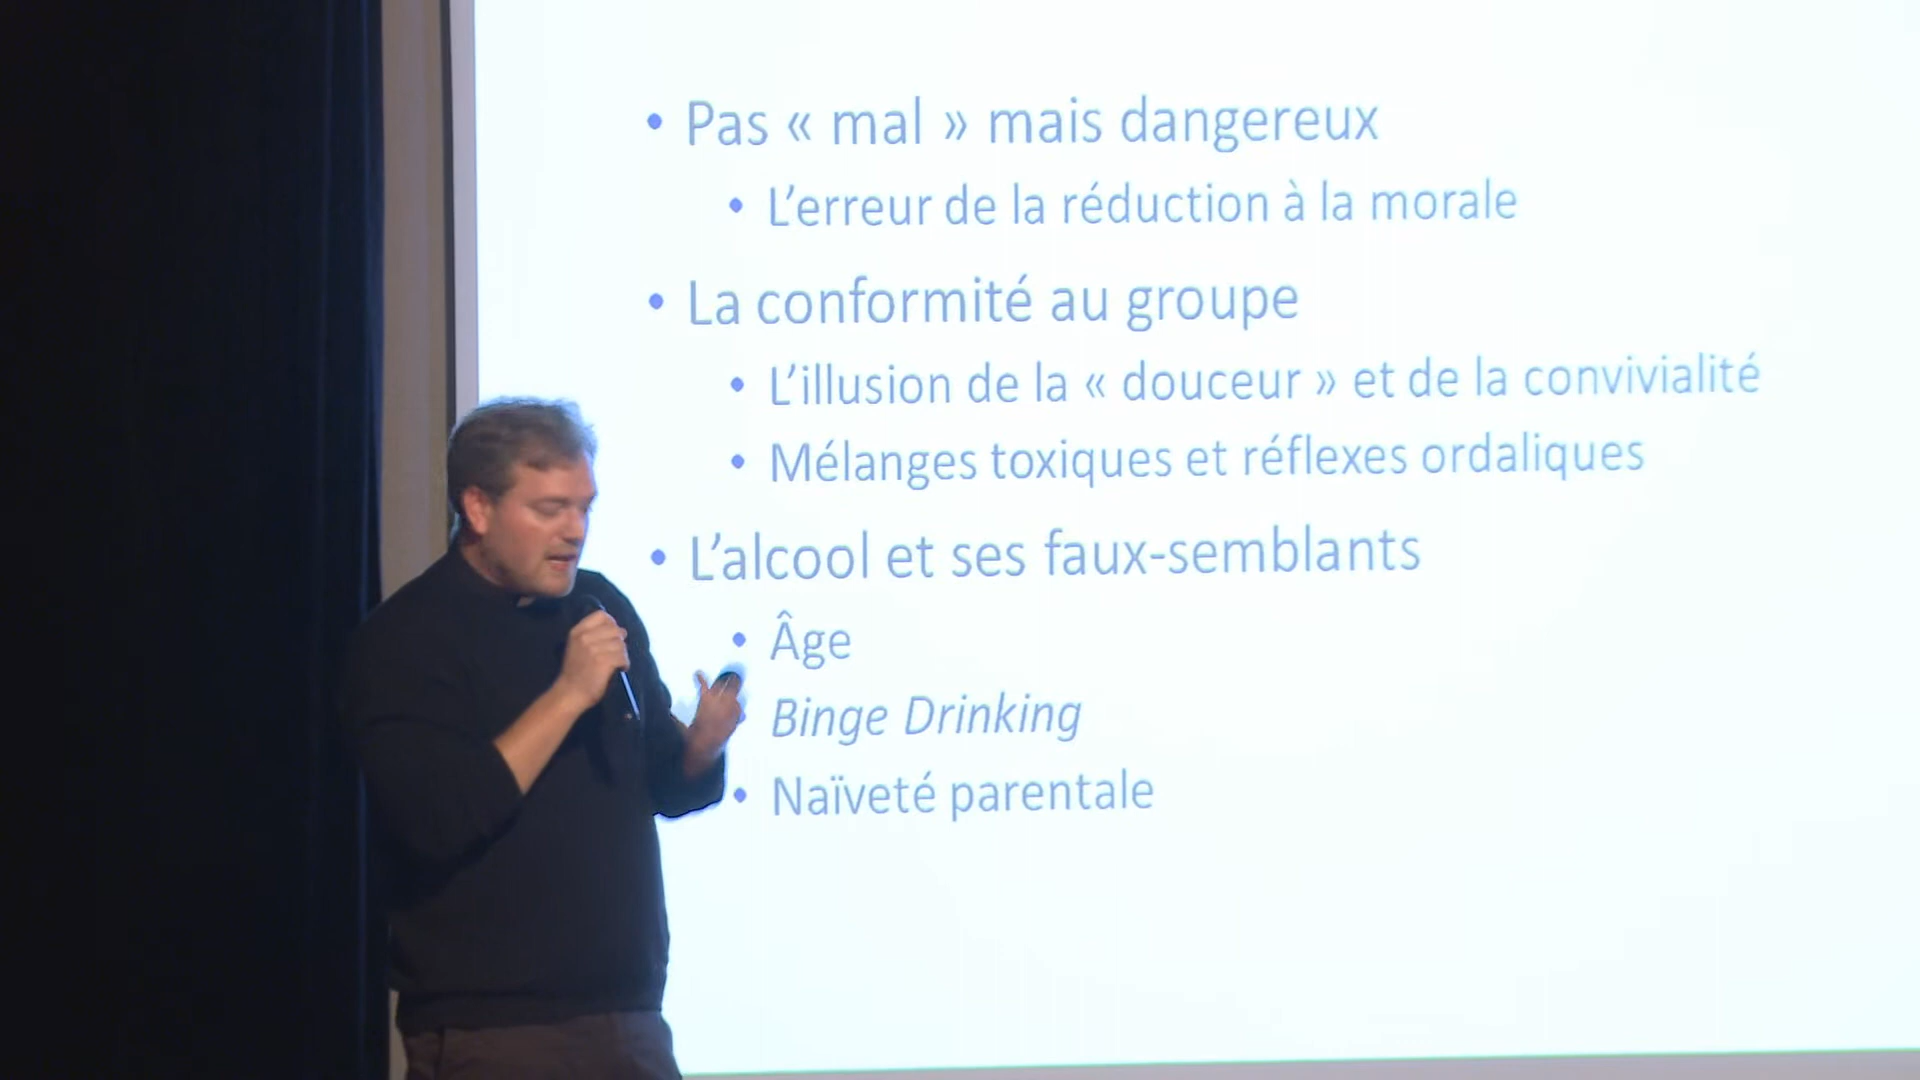 • Pas « mal » mais dangereux
• L’erreur de la réduction à la morale
• La conformité au groupe
• L’illusion de la « douceur » et de la convivialité
• Mélanges toxiques et réflexes ordaliques
• L’alcool et ses faux-semblants
• Âge
• Binge Drinking
• Naïveté parentale